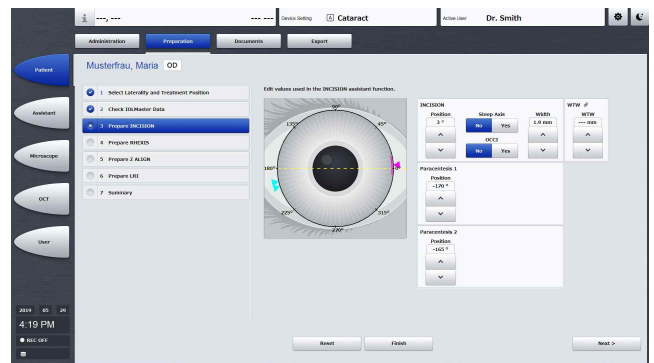 i ---, --- --- --- Device Setting A Cataract Active User Dr. Smith
Administration Preparation Documents Export
Musterfrau, Maria OD
Patient
Assistant
Microscope
OCT
User
1 Select Laterality and Treatment Position
2 Check IOLMaster Data
3 Prepare INCISION
4 Prepare RHEXIS
5 Prepare Z ALIGN
6 Prepare LRI
7 Summary
Edit values used in the INCISION assistant function.
90°
135° 45°
180° 0°
225° 315°
270°
INCISION
Position Steep Axis Width
3 ° No Yes 1.9 mm
OCCI
No Yes
WTW
WTW
--- mm
Paracentesis 1
Position
-170 °
Paracentesis 2
Position
-165 °
2019 05 29
4:19 PM
REC OFF
Reset Finish Next >